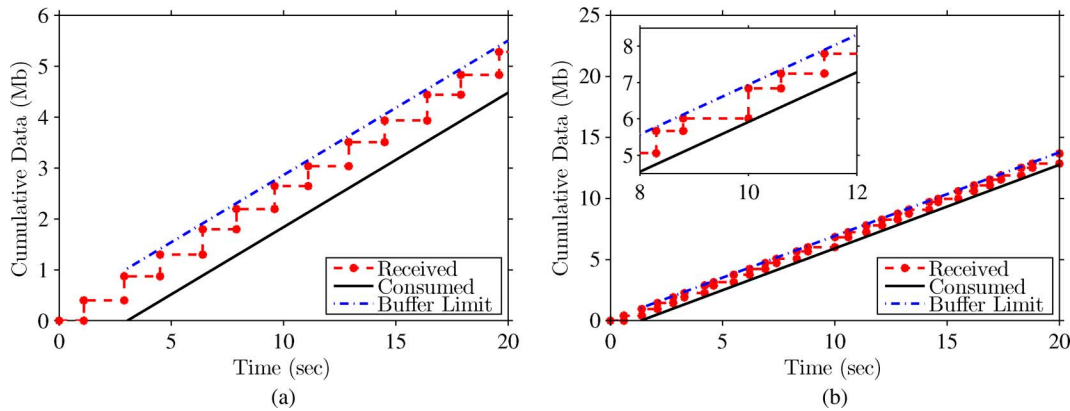 6
5
4
3
2
1
0
Cumulative Data (Mb)
0 5 10 15 20
Time (sec)
Received
Consumed
Buffer Limit
(a)
25
20
15
10
5
0
Cumulative Data (Mb)
8
7
6
5
8 10 12
0 5 10 15 20
Time (sec)
Received
Consumed
Buffer Limit
(b)